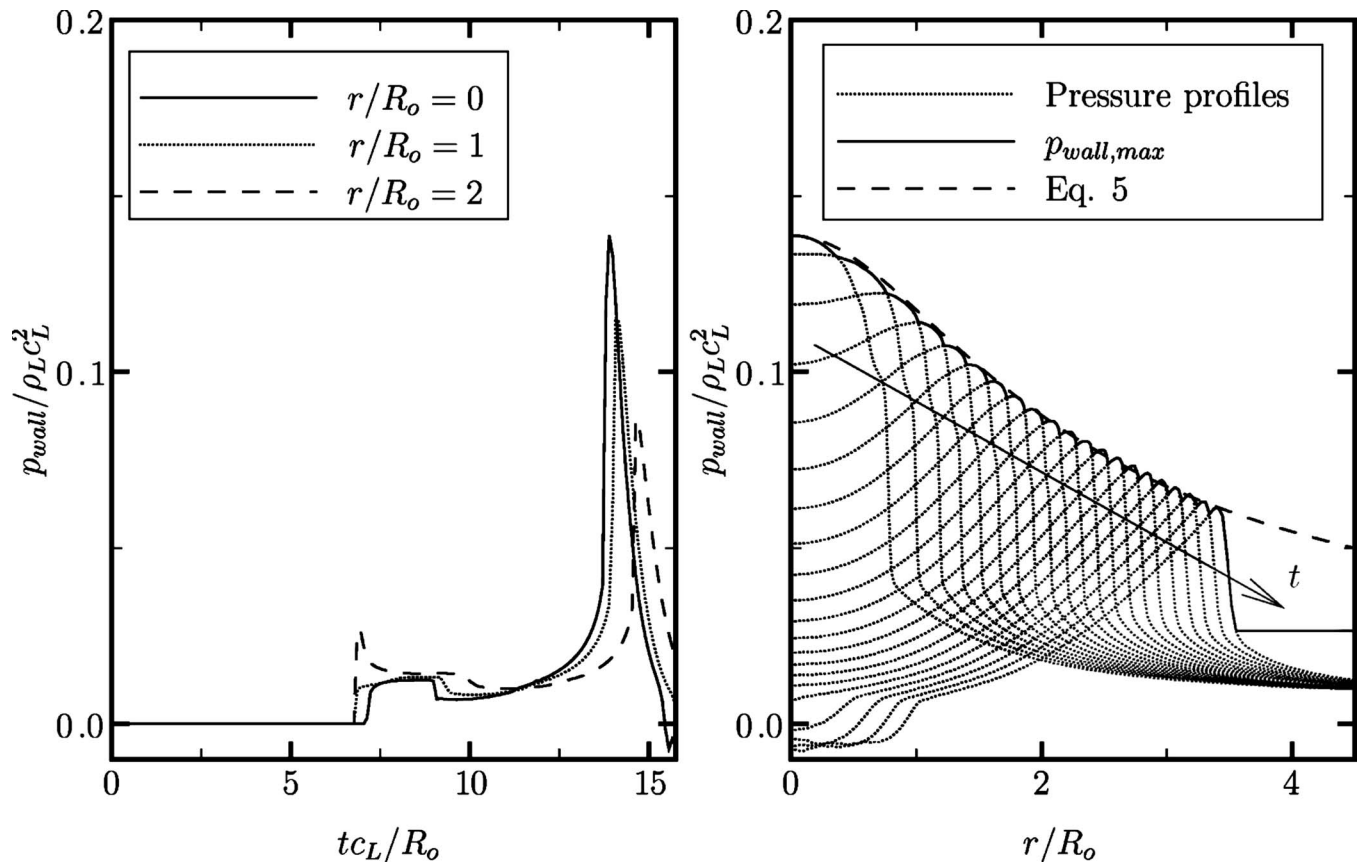 0.2
0.1
0.0
p_wall/ρ_L c_L^2
r/R_o = 0
r/R_o = 1
r/R_o = 2
0 5 10 15
tc_L/R_o
0.2
0.1
0.0
p_wall/ρ_L c_L^2
Pressure profiles
p_wall,max
Eq. 5
t
0 2 4
r/R_o